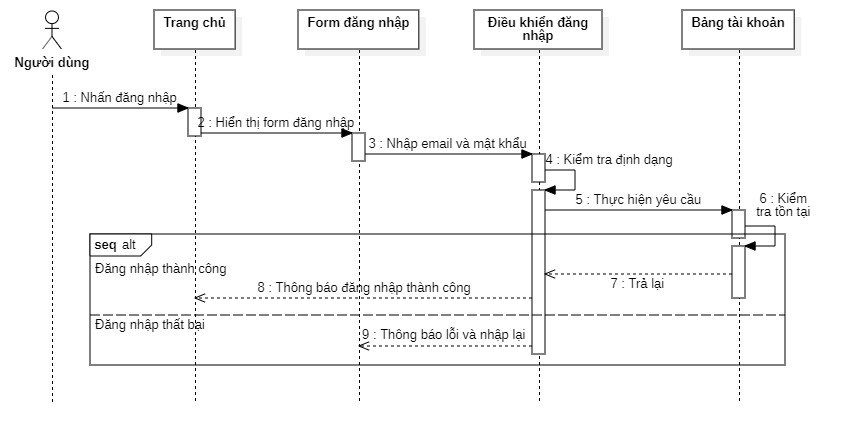 Người dùng
Trang chủ
Form đăng nhập
Điều khiển đăng
nhập
Bảng tài khoản
1 : Nhấn đăng nhập
2 : Hiển thị form đăng nhập
3 : Nhập email và mật khẩu
4 : Kiểm tra định dạng
5 : Thực hiện yêu cầu
6 : Kiểm
tra tồn tại
seq alt
Đăng nhập thành công
7 : Trả lại
8 : Thông báo đăng nhập thành công
Đăng nhập thất bại
9 : Thông báo lỗi và nhập lại